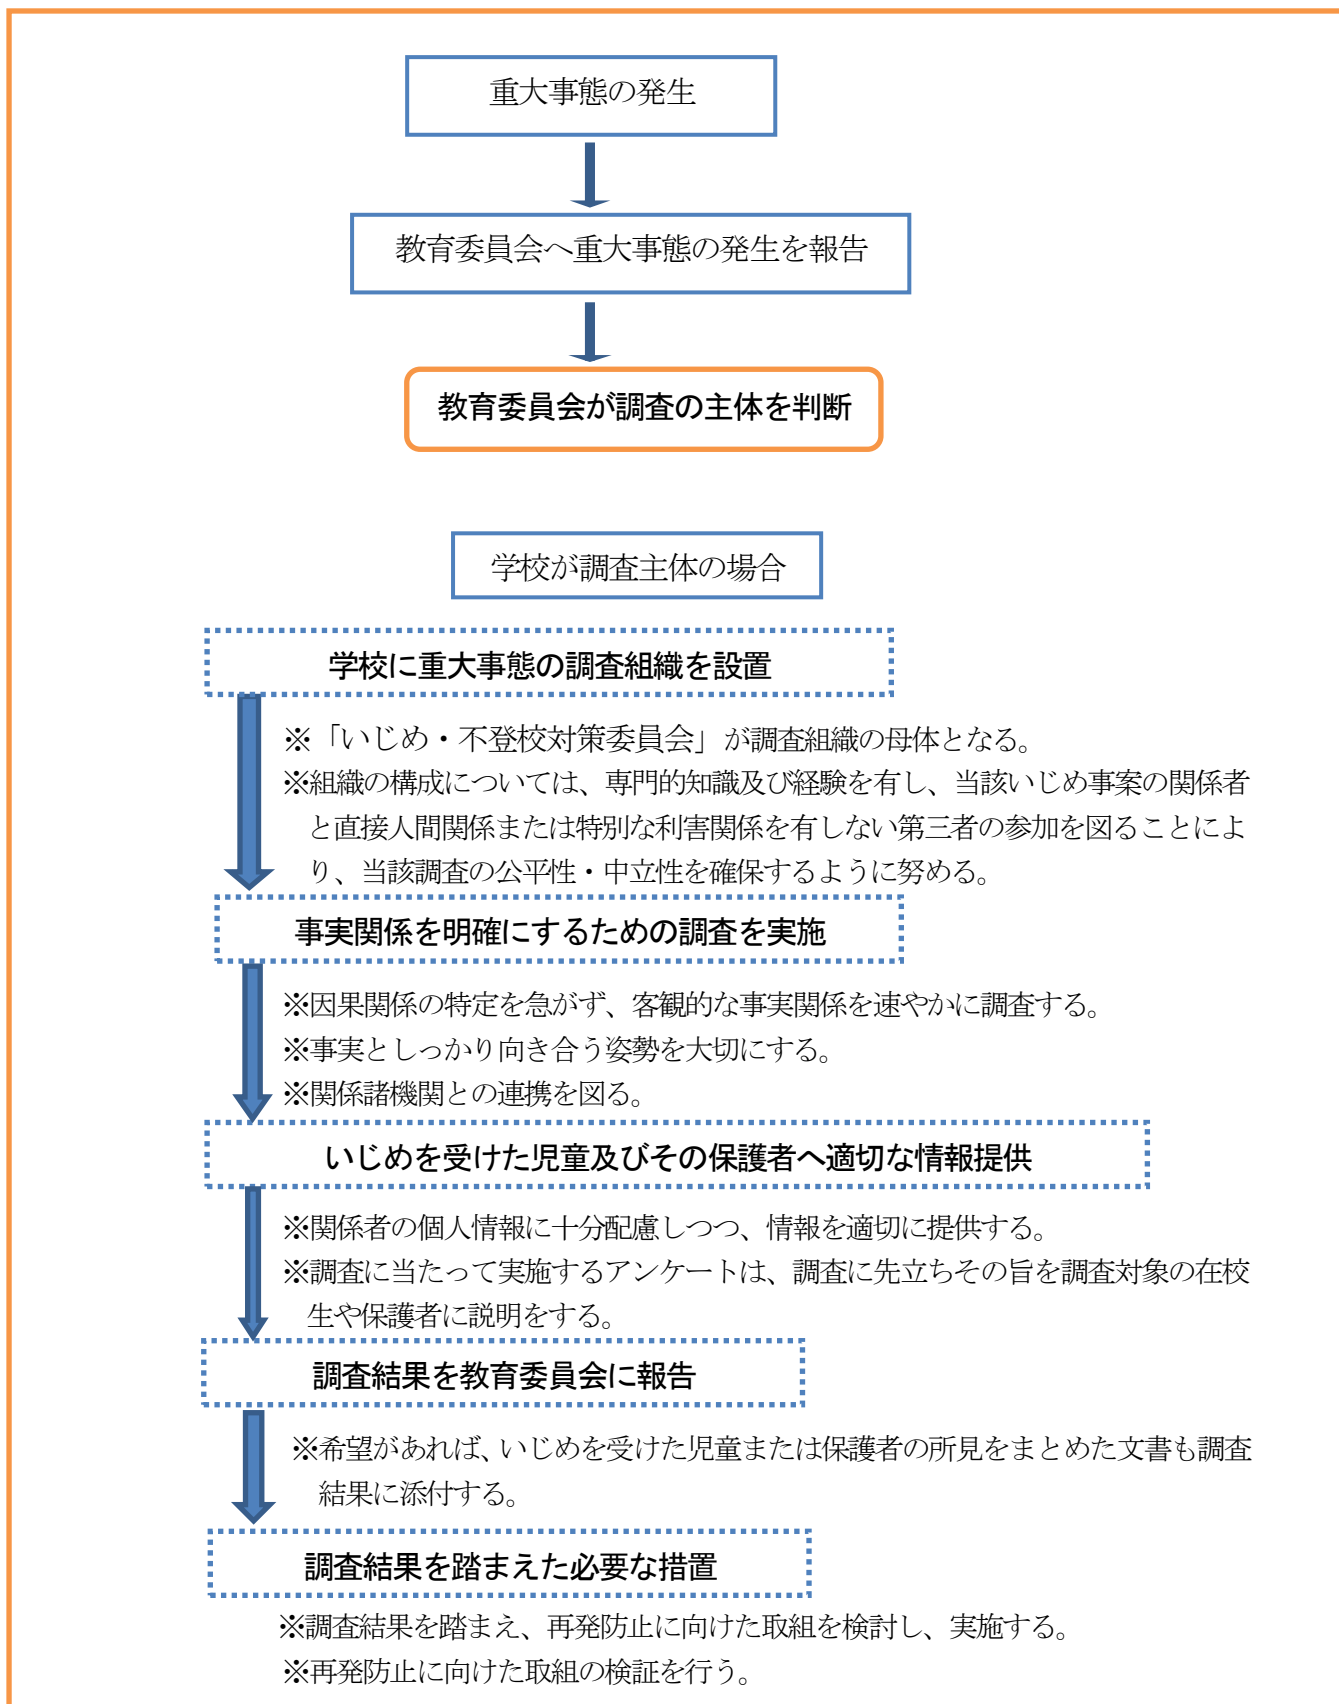 重大事態の発生
教育委員会へ重大事態の発生を報告
教育委員会が調査の主体を判断
学校が調査主体の場合
学校に重大事態の調査組織を設置
※「いじめ・不登校対策委員会」が調査組織の母体となる。
※組織の構成については、専門的知識及び経験を有し、当該いじめ事案の関係者
と直接人間関係または特別な利害関係を有しない第三者の参加を図ることによ
り、当該調査の公平性・中立性を確保するように努める。
事実関係を明確にするための調査を実施
※因果関係の特定を急がず、客観的な事実関係を速やかに調査する。
※事実としっかり向き合う姿勢を大切にする。
※関係諸機関との連携を図る。
いじめを受けた児童及びその保護者へ適切な情報提供
※関係者の個人情報に十分配慮しつつ、情報を適切に提供する。
※調査に当たって実施するアンケートは、調査に先立ちその旨を調査対象の在校
生や保護者に説明をする。
調査結果を教育委員会に報告
※希望があれば、いじめを受けた児童または保護者の所見をまとめた文書も調査
結果に添付する。
調査結果を踏まえた必要な措置
※調査結果を踏まえ、再発防止に向けた取組を検討し、実施する。
※再発防止に向けた取組の検証を行う。